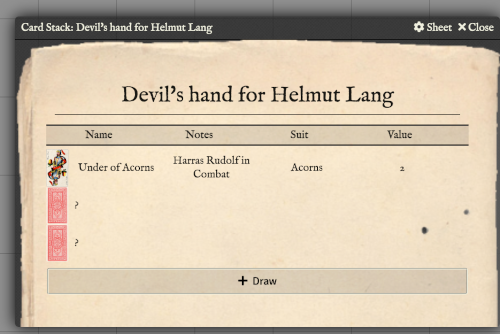 Card Stack: Devil's hand for Helmut Lang Sheet Close
Devil's hand for Helmut Lang
Name Notes Suit Value
Under of Acorns Harras Rudolf in Combat Acorns 2
?
?
+ Draw